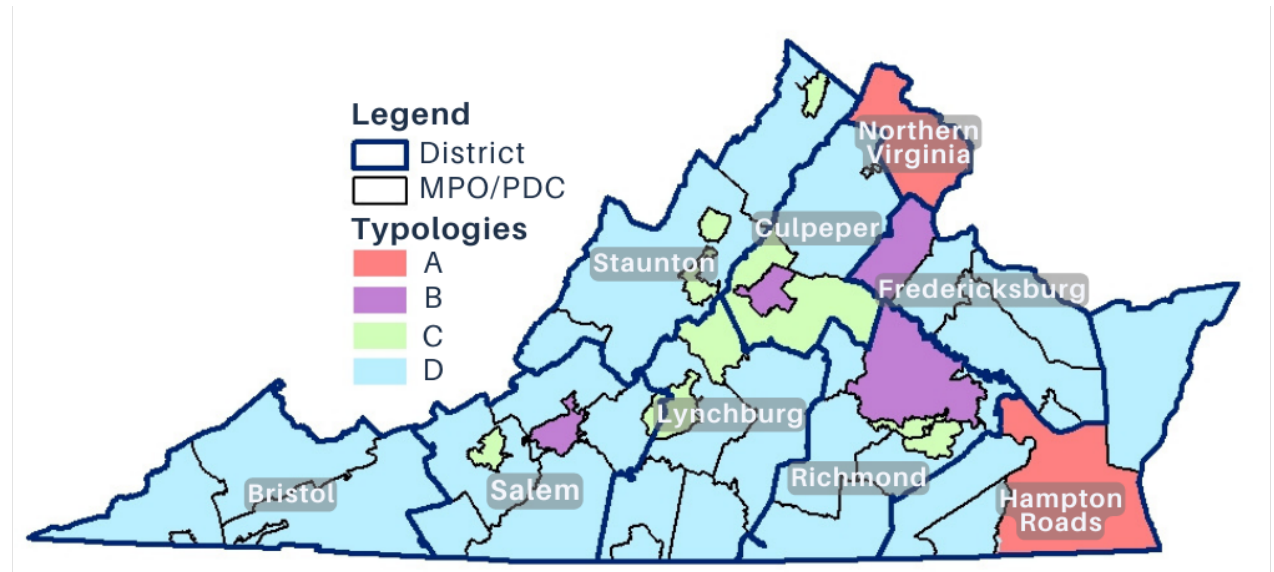 Legend
District
MPO/PDC
Typologies
A
B
C
D
Northern
Virginia
Culpeper
Staunton
Fredericksburg
Lynchburg
Richmond
Bristol
Salem
Hampton
Roads